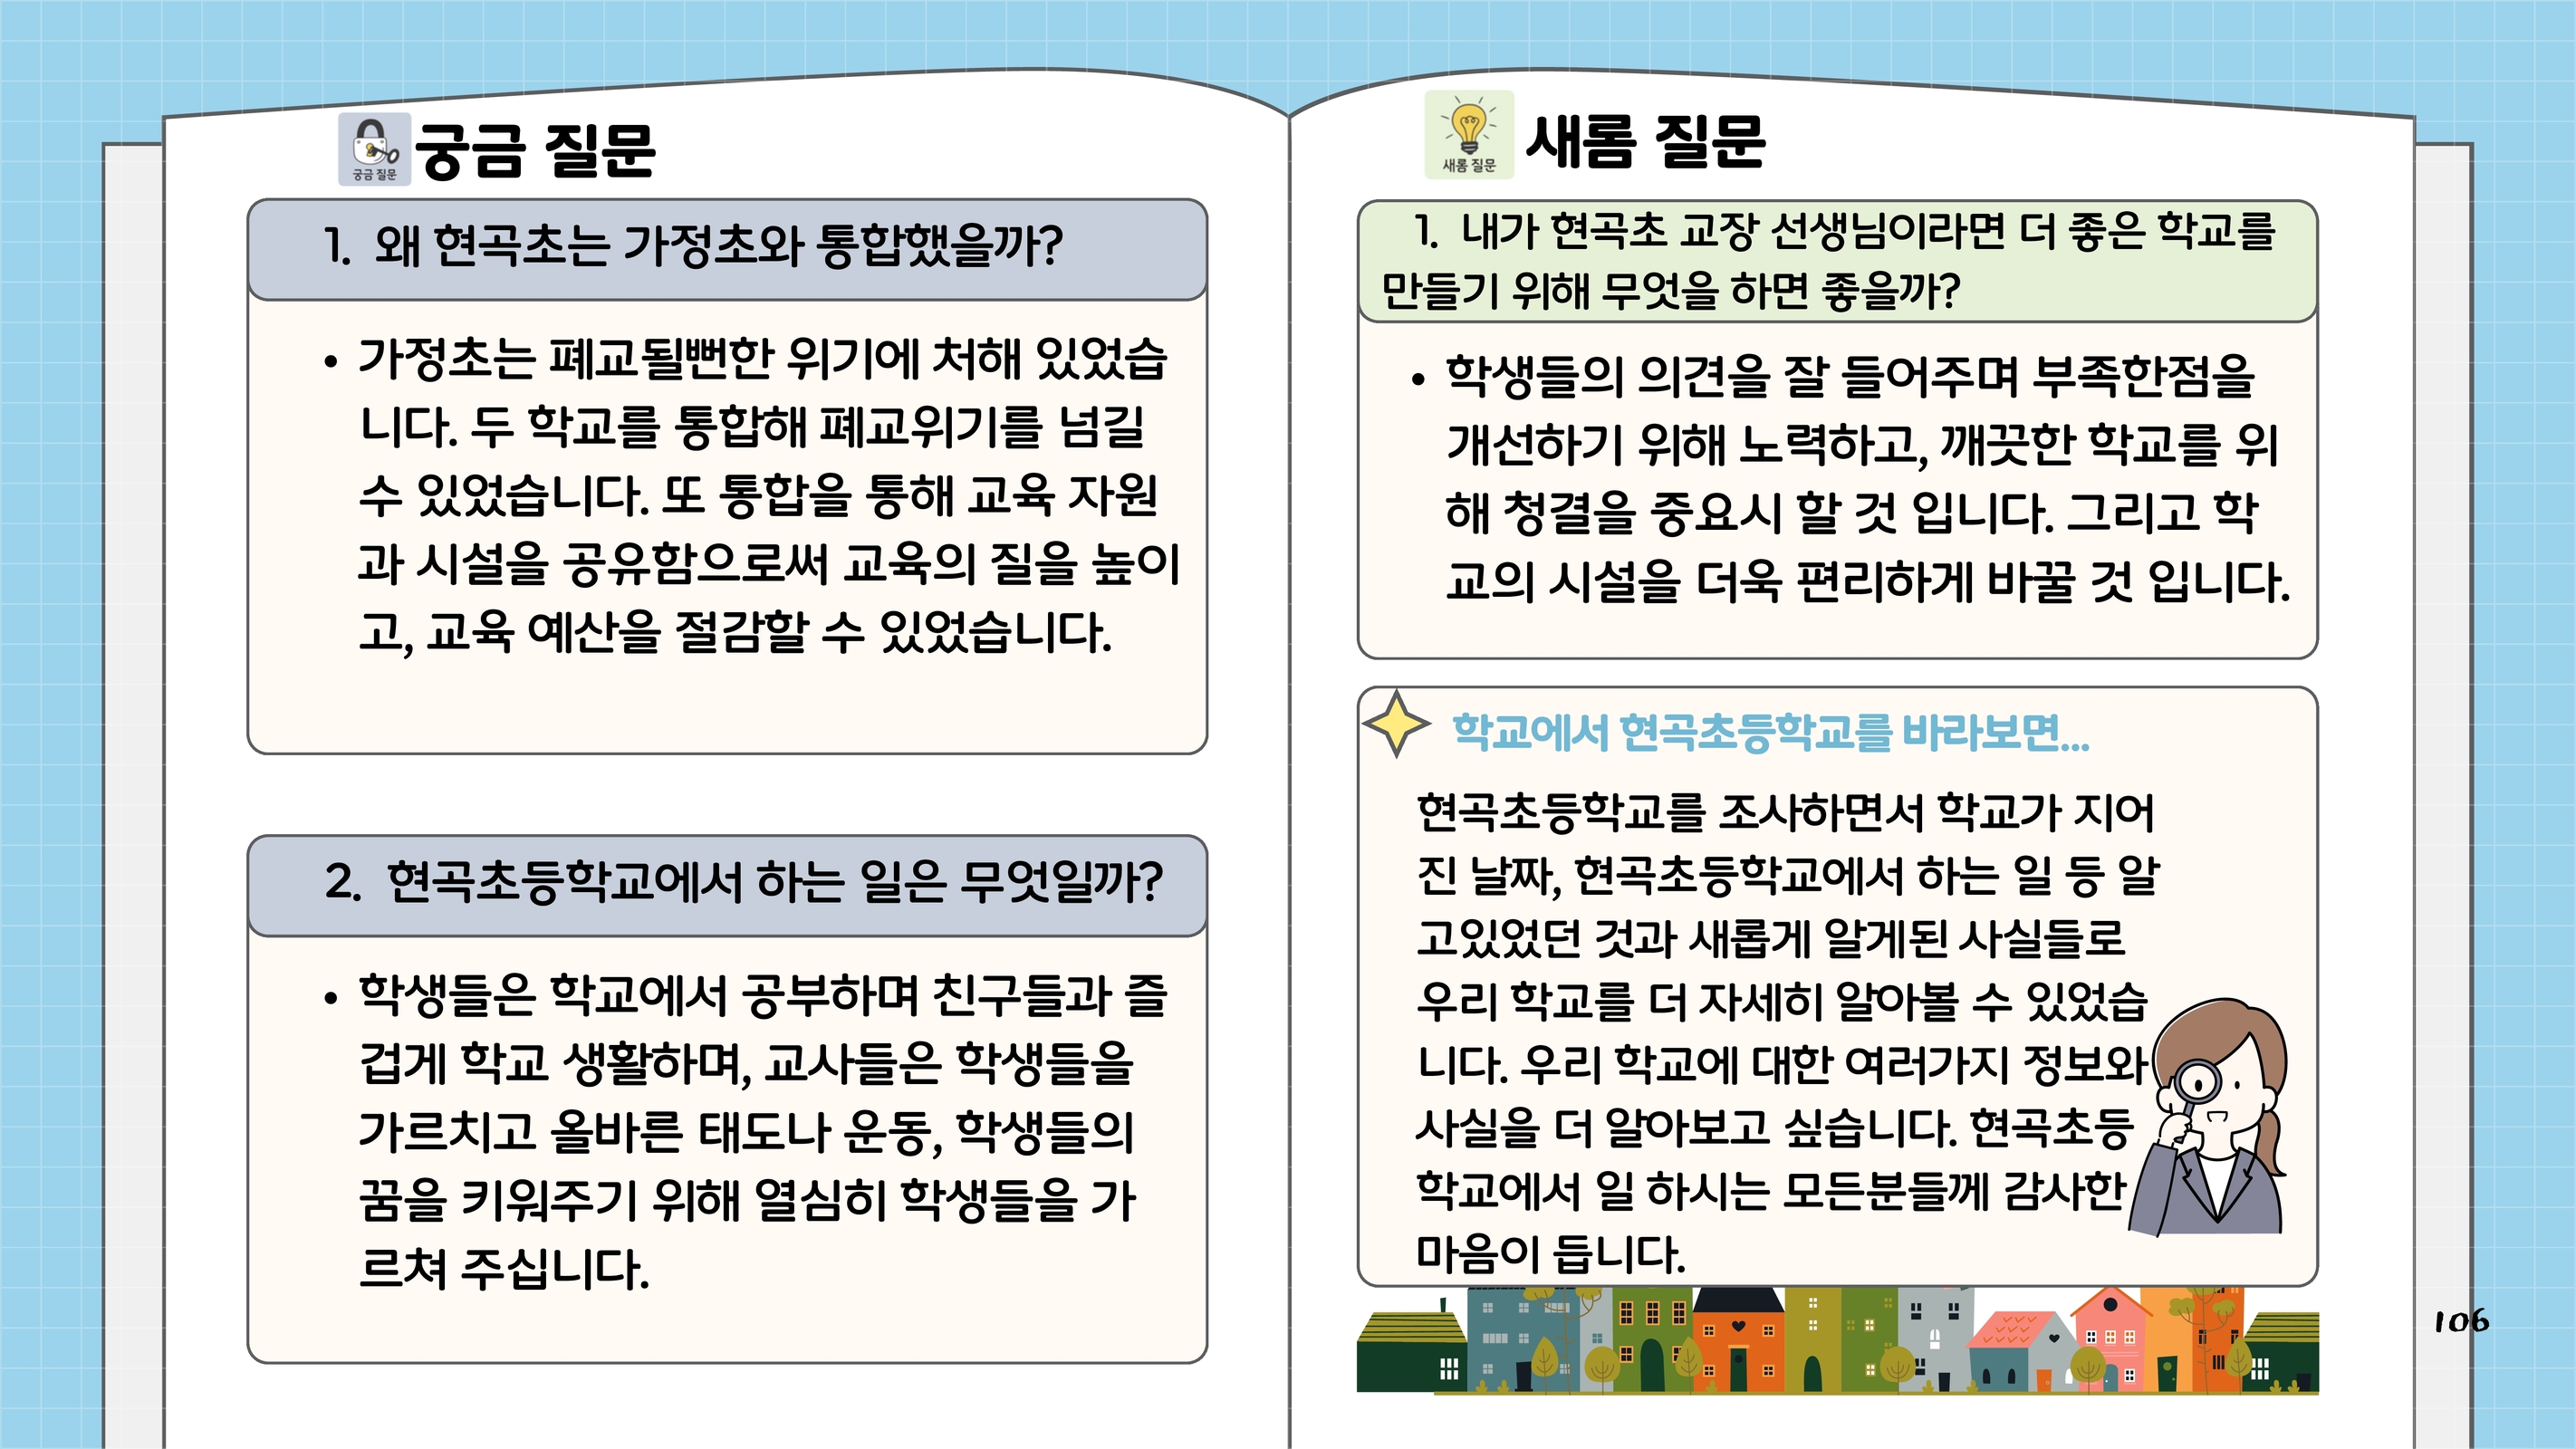 궁금 질문
궁금 질문
1. 왜 현곡초는 가정초와 통합했을까?
• 가정초는 폐교될뻔한 위기에 처해 있었습
니다. 두 학교를 통합해 폐교위기를 넘길
수 있었습니다. 또 통합을 통해 교육 자원
과 시설을 공유함으로써 교육의 질을 높이
고, 교육 예산을 절감할 수 있었습니다.
2. 현곡초등학교에서 하는 일은 무엇일까?
• 학생들은 학교에서 공부하며 친구들과 즐
겁게 학교 생활하며, 교사들은 학생들을
가르치고 올바른 태도나 운동, 학생들의
꿈을 키워주기 위해 열심히 학생들을 가
르쳐 주십니다.
새롬 질문
새롬 질문
1. 내가 현곡초 교장 선생님이라면 더 좋은 학교를
만들기 위해 무엇을 하면 좋을까?
• 학생들의 의견을 잘 들어주며 부족한점을
개선하기 위해 노력하고, 깨끗한 학교를 위
해 청결을 중요시 할 것 입니다. 그리고 학
교의 시설을 더욱 편리하게 바꿀 것 입니다.
학교에서 현곡초등학교를 바라보면...
현곡초등학교를 조사하면서 학교가 지어
진 날짜, 현곡초등학교에서 하는 일 등 알
고있었던 것과 새롭게 알게된 사실들로
우리 학교를 더 자세히 알아볼 수 있었습
니다. 우리 학교에 대한 여러가지 정보와
사실을 더 알아보고 싶습니다. 현곡초등
학교에서 일 하시는 모든분들께 감사한
마음이 듭니다.
106